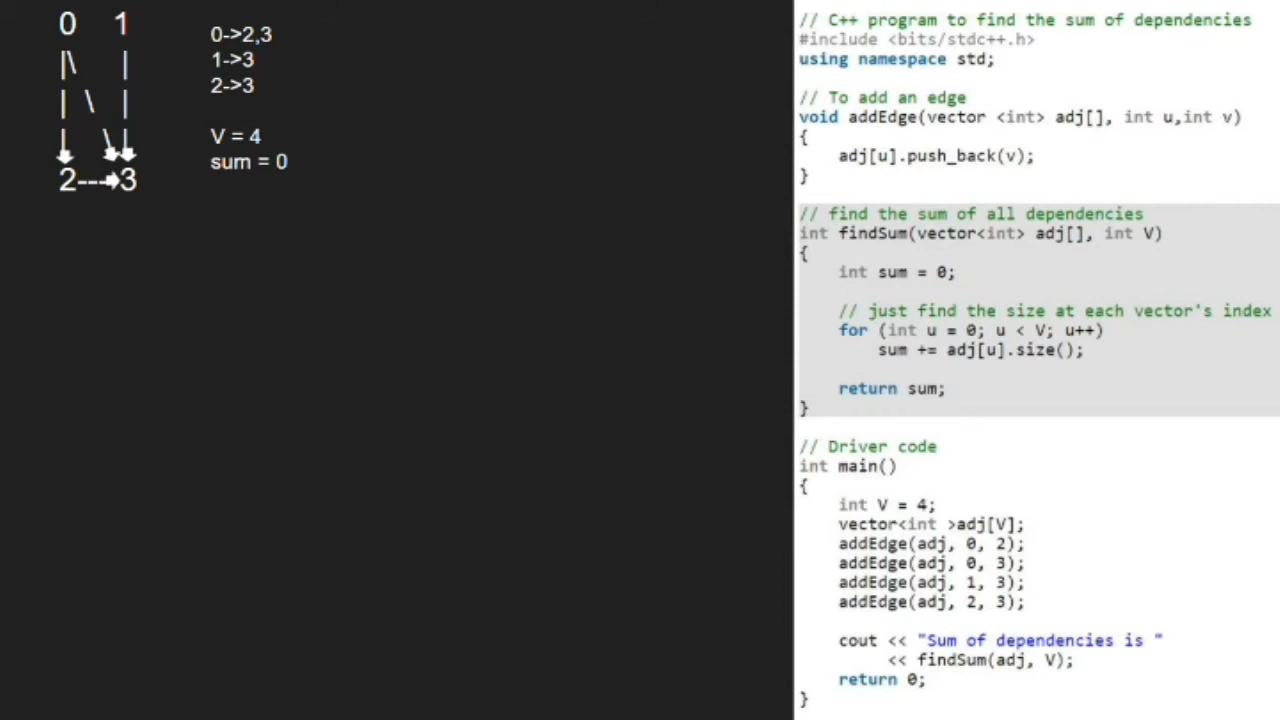 0 1
0->2,3
1->3
2->3
V = 4
sum = 0
2---3
// C++ program to find the sum of dependencies
#include <bits/stdc++.h>
using namespace std;
// To add an edge
void addEdge(vector <int> adj[], int u,int v)
{
adj[u].push_back(v);
}
// find the sum of all dependencies
int findSum(vector<int> adj[], int V)
{
int sum = 0;
// just find the size at each vector's index
for (int u = 0; u < V; u++)
sum += adj[u].size();
return sum;
}
// Driver code
int main()
{
int V = 4;
vector<int >adj[V];
addEdge(adj, 0, 2);
addEdge(adj, 0, 3);
addEdge(adj, 1, 3);
addEdge(adj, 2, 3);
cout << "Sum of dependencies is "
<< findSum(adj, V);
return 0;
}